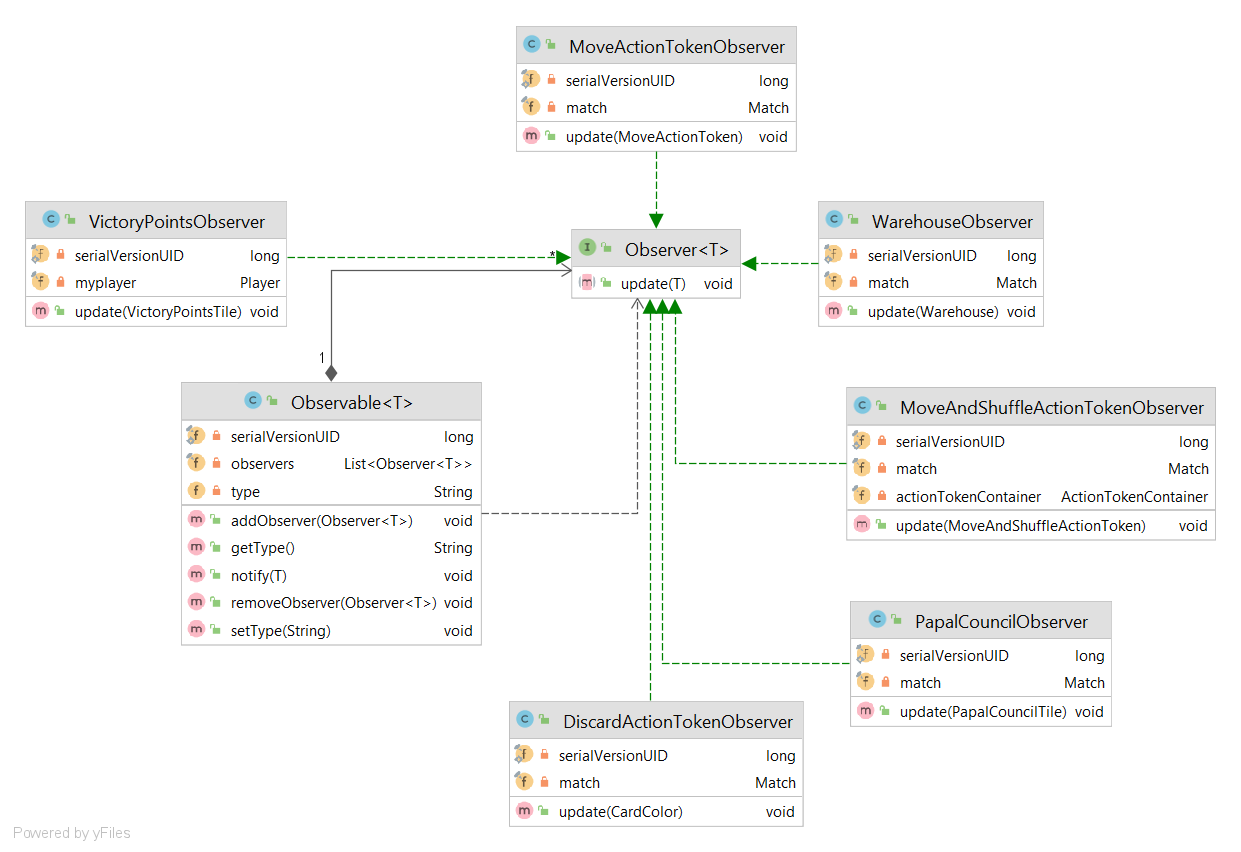 MoveActionTokenObserver
serialVersionUID long
match Match
update(MoveActionToken) void
VictoryPointsObserver
serialVersionUID long
myplayer Player
update(VictoryPointsTile) void
Observer<T>
update(T) void
*
1
WarehouseObserver
serialVersionUID long
match Match
update(Warehouse) void
Observable<T>
serialVersionUID long
observers List<Observer<T>>
type String
addObserver(Observer<T>) void
getType() String
notify(T) void
removeObserver(Observer<T>) void
setType(String) void
MoveAndShuffleActionTokenObserver
serialVersionUID long
match Match
actionTokenContainer ActionTokenContainer
update(MoveAndShuffleActionToken) void
PapalCouncilObserver
serialVersionUID long
match Match
update(PapalCouncilTile) void
DiscardActionTokenObserver
serialVersionUID long
match Match
update(CardColor) void
Powered by yFiles